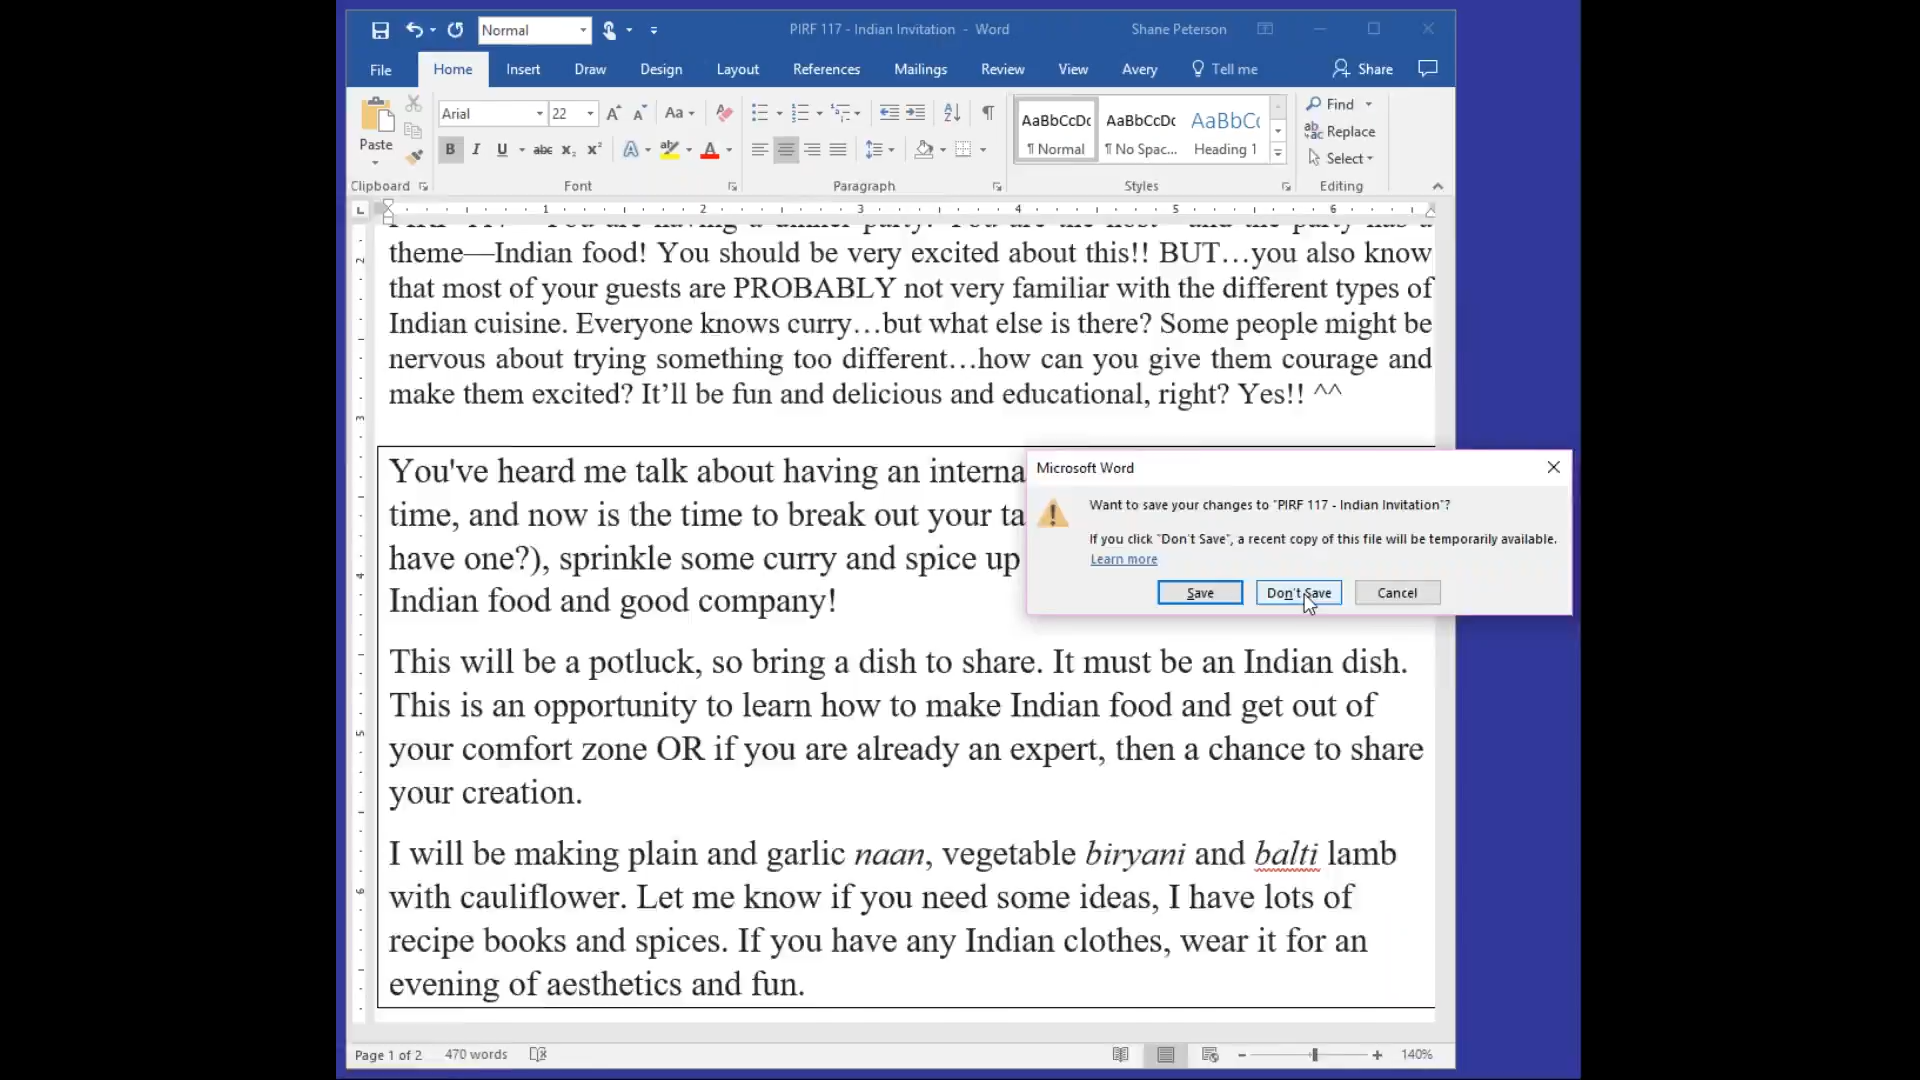 Normal
PIRF 117 - Indian Invitation - Word
Shane Peterson
File
Home
Insert
Draw
Design
Layout
References
Mailings
Review
View
Avery
Tell me
Share
Paste
Arial
22
Aa
B I U abc x₂ x²
AaBbCcDc
AaBbCcDc
AaBbCc
¶ Normal
¶ No Spac...
Heading 1
Find
Replace
Select
Clipboard
Font
Paragraph
Styles
Editing
1 2 3 4 5 6
theme—Indian food! You should be very excited about this!! BUT…you also know
that most of your guests are PROBABLY not very familiar with the different types of
Indian cuisine. Everyone knows curry…but what else is there? Some people might be
nervous about trying something too different…how can you give them courage and
make them excited? It’ll be fun and delicious and educational, right? Yes!! ^^
You've heard me talk about having an interna
time, and now is the time to break out your ta
have one?), sprinkle some curry and spice up
Indian food and good company!
This will be a potluck, so bring a dish to share. It must be an Indian dish.
This is an opportunity to learn how to make Indian food and get out of
your comfort zone OR if you are already an expert, then a chance to share
your creation.
I will be making plain and garlic naan, vegetable biryani and balti lamb
with cauliflower. Let me know if you need some ideas, I have lots of
recipe books and spices. If you have any Indian clothes, wear it for an
evening of aesthetics and fun.
Microsoft Word
Want to save your changes to "PIRF 117 - Indian Invitation"?
If you click "Don't Save", a recent copy of this file will be temporarily available.
Learn more
Save
Don't Save
Cancel
Page 1 of 2
470 words
140%